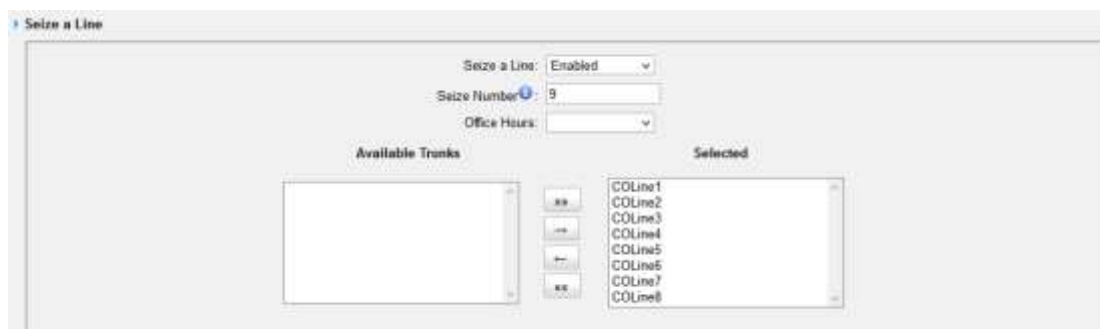 Seize a Line
Seize a Line: Enabled
Seize Number : 9
Office Hours:
Available Trunks
Selected
COLine1
COLine2
COLine3
COLine4
COLine5
COLine6
COLine7
COLine8
»»
→
←
««